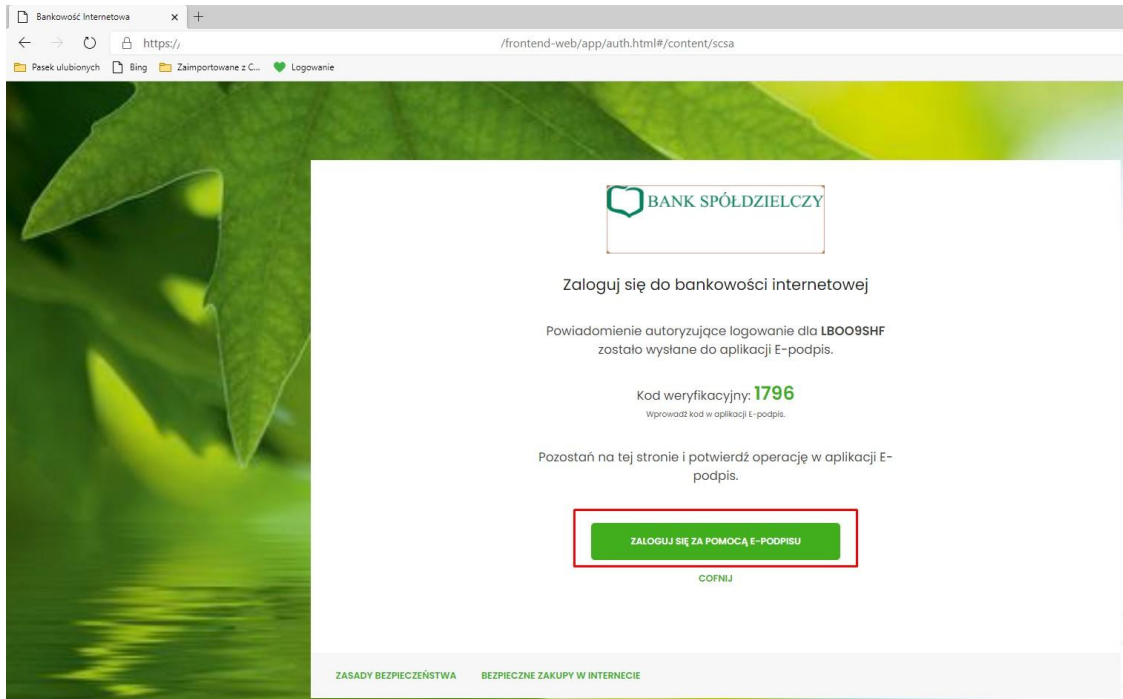 Bankowość Internetowa
https:// /frontend-web/app/auth.html#/content/scsa
Pasek ulubionych Bing Zaimportowane z C... Logowanie
BANK SPÓŁDZIELCZY
Zaloguj się do bankowości internetowej
Powiadomienie autoryzujące logowanie dla LBOO9SHF
zostało wysłane do aplikacji E-podpis.
Kod weryfikacyjny: 1796
Wprowadź kod w aplikacji E-podpis.
Pozostań na tej stronie i potwierdź operację w aplikacji E-
podpis.
ZALOGUJ SIĘ ZA POMOCĄ E-PODPISU
COFNIJ
ZASADY BEZPIECZEŃSTWA BEZPIECZNE ZAKUPY W INTERNECIE